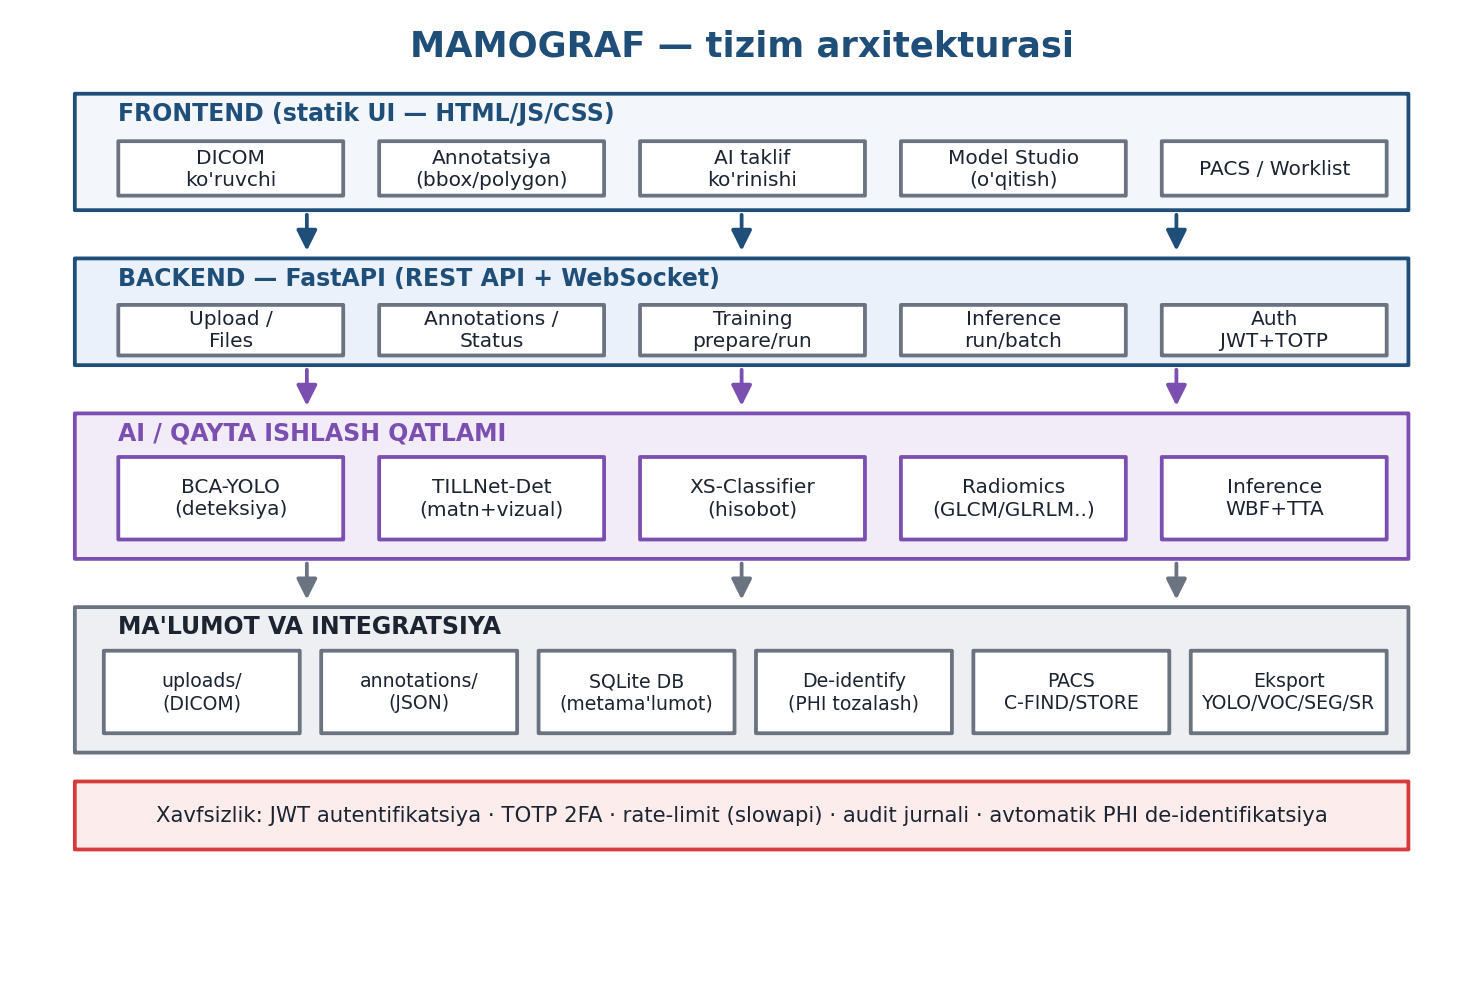 MAMOGRAF — tizim arxitekturasi
FRONTEND (statik UI — HTML/JS/CSS)
DICOM
ko'ruvchi
Annotatsiya
(bbox/polygon)
AI taklif
ko'rinishi
Model Studio
(o'qitish)
PACS / Worklist
BACKEND — FastAPI (REST API + WebSocket)
Upload /
Files
Annotations /
Status
Training
prepare/run
Inference
run/batch
Auth
JWT+TOTP
AI / QAYTA ISHLASH QATLAMI
BCA-YOLO
(deteksiya)
TILLNet-Det
(matn+vizual)
XS-Classifier
(hisobot)
Radiomics
(GLCM/GLRLM..)
Inference
WBF+TTA
MA'LUMOT VA INTEGRATSIYA
uploads/
(DICOM)
annotations/
(JSON)
SQLite DB
(metama'lumot)
De-identify
(PHI tozalash)
PACS
C-FIND/STORE
Eksport
YOLO/VOC/SEG/SR
Xavfsizlik: JWT autentifikatsiya · TOTP 2FA · rate-limit (slowapi) · audit jurnali · avtomatik PHI de-identifikatsiya